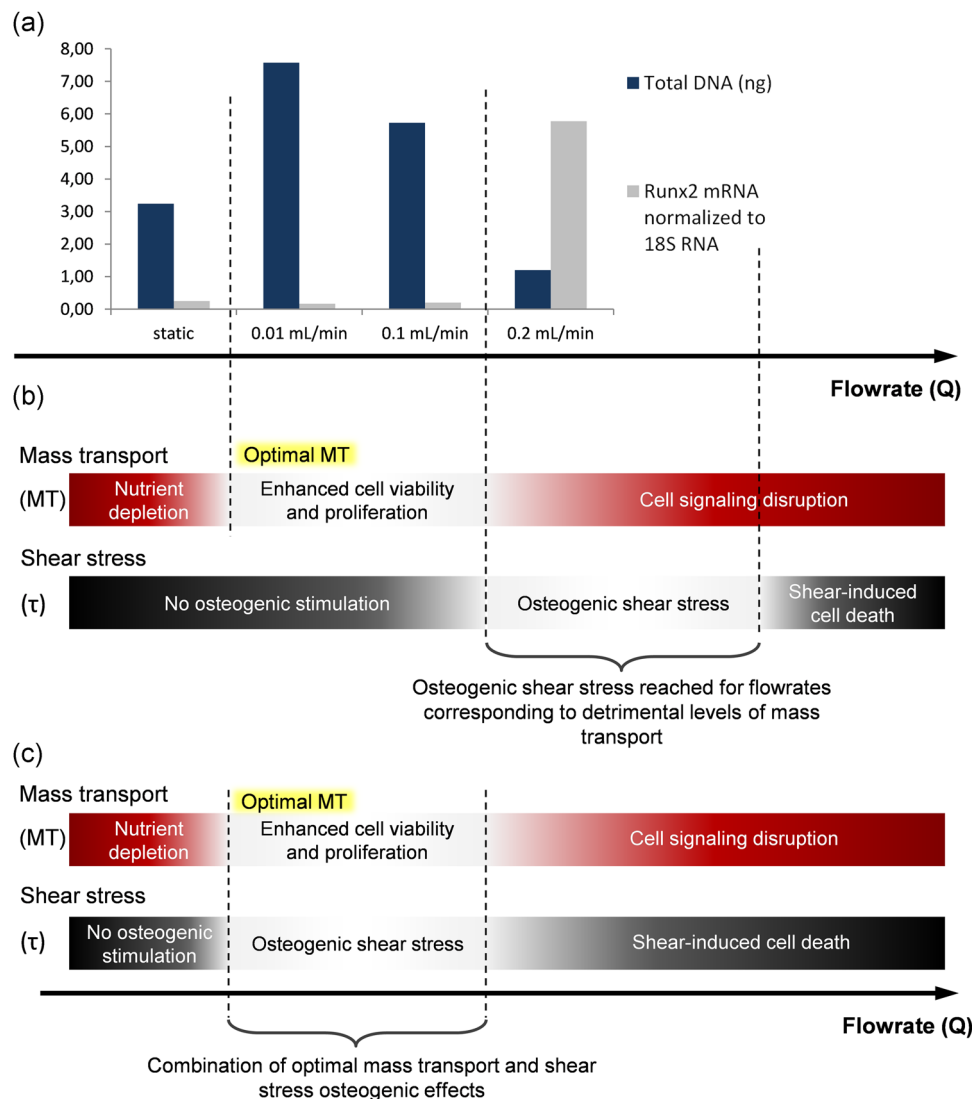 (a)
8,00
7,00
6,00
5,00
4,00
3,00
2,00
1,00
0,00
Total DNA (ng)
Runx2 mRNA
normalized to
18S RNA
static
0.01 mL/min
0.1 mL/min
0.2 mL/min
Flowrate (Q)
(b)
Mass transport
(MT)
Optimal MT
Nutrient
depletion
Enhanced cell viability
and proliferation
Cell signaling disruption
Shear stress
(τ)
No osteogenic stimulation
Osteogenic shear stress
Shear-induced
cell death
Osteogenic shear stress reached for flowrates
corresponding to detrimental levels of mass
transport
(c)
Mass transport
(MT)
Optimal MT
Nutrient
depletion
Enhanced cell viability
and proliferation
Cell signaling disruption
Shear stress
(τ)
No osteogenic
stimulation
Osteogenic shear stress
Shear-induced cell death
Flowrate (Q)
Combination of optimal mass transport and shear
stress osteogenic effects